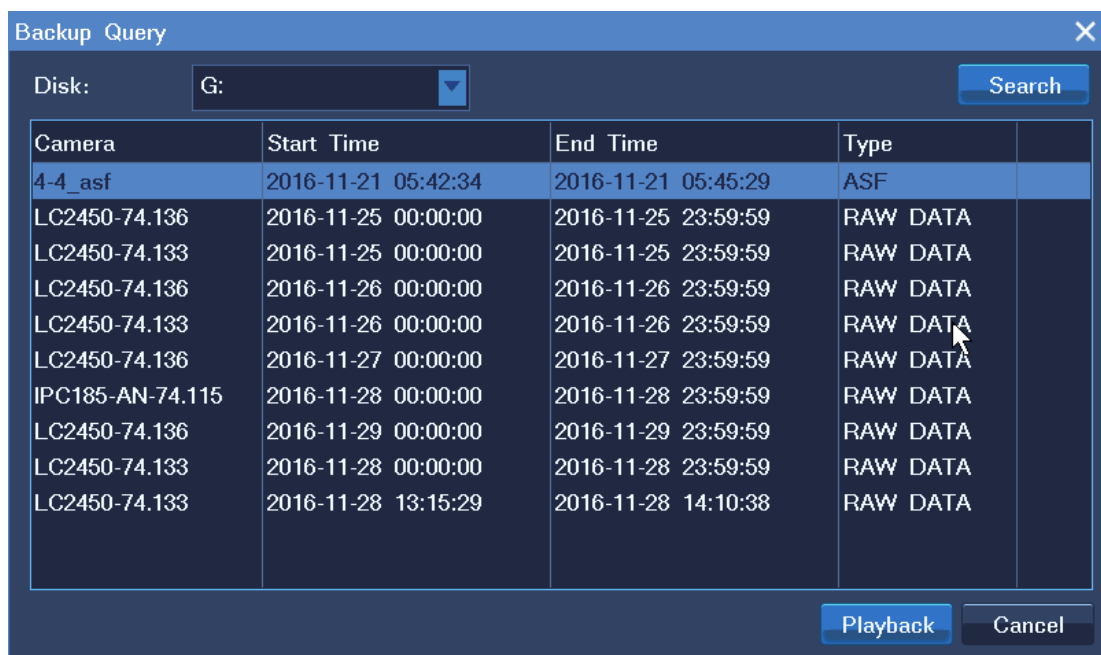 Backup Query
Disk: G: Search
Camera Start Time End Time Type
4-4_asf 2016-11-21 05:42:34 2016-11-21 05:45:29 ASF
LC2450-74.136 2016-11-25 00:00:00 2016-11-25 23:59:59 RAW DATA
LC2450-74.133 2016-11-25 00:00:00 2016-11-25 23:59:59 RAW DATA
LC2450-74.136 2016-11-26 00:00:00 2016-11-26 23:59:59 RAW DATA
LC2450-74.133 2016-11-26 00:00:00 2016-11-26 23:59:59 RAW DATA
LC2450-74.136 2016-11-27 00:00:00 2016-11-27 23:59:59 RAW DATA
IPC185-AN-74.115 2016-11-28 00:00:00 2016-11-28 23:59:59 RAW DATA
LC2450-74.136 2016-11-29 00:00:00 2016-11-29 23:59:59 RAW DATA
LC2450-74.133 2016-11-28 00:00:00 2016-11-28 23:59:59 RAW DATA
LC2450-74.133 2016-11-28 13:15:29 2016-11-28 14:10:38 RAW DATA
Playback Cancel